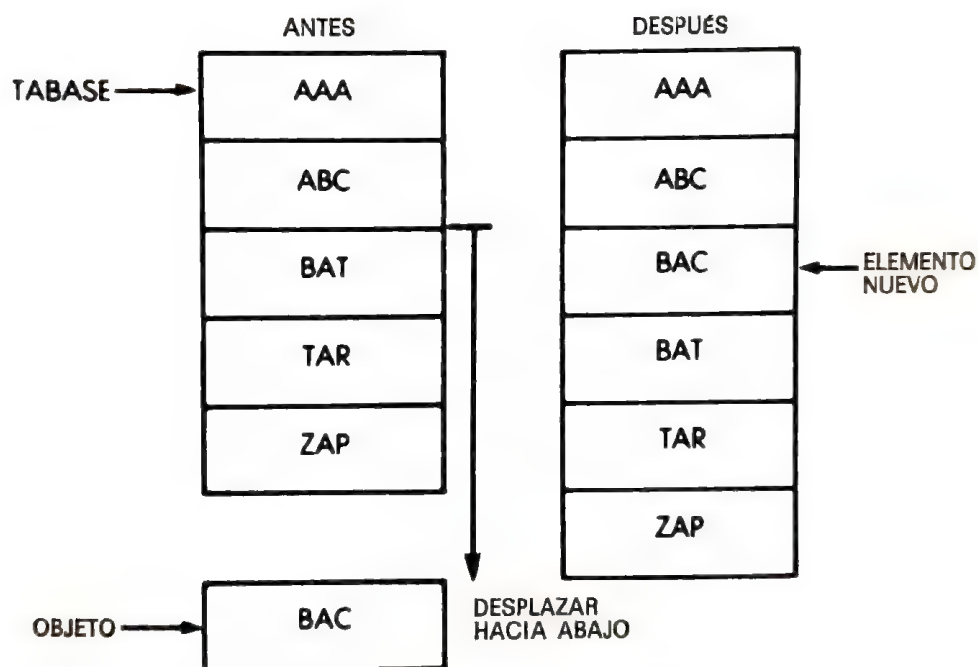 ANTES
TABASE
AAA
ABC
BAT
TAR
ZAP
OBJETO
BAC
DESPLAZAR
HACIA ABAJO
DESPUÉS
AAA
ABC
BAC
BAT
TAR
ZAP
ELEMENTO
NUEVO